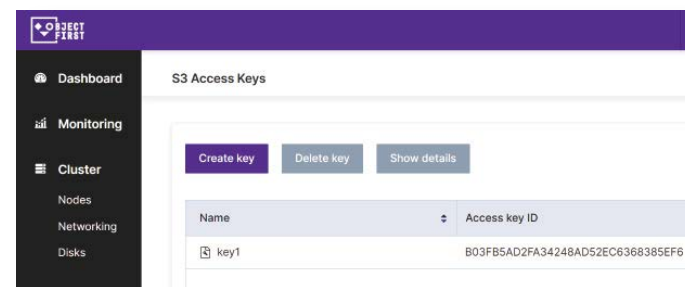 OBJECT
FIRST
Dashboard
S3 Access Keys
Monitoring
Create key
Delete key
Show details
Cluster
Nodes
Name
Access key ID
Networking
Disks
key1
B03FB5AD2FA34248AD52EC6368385EF6